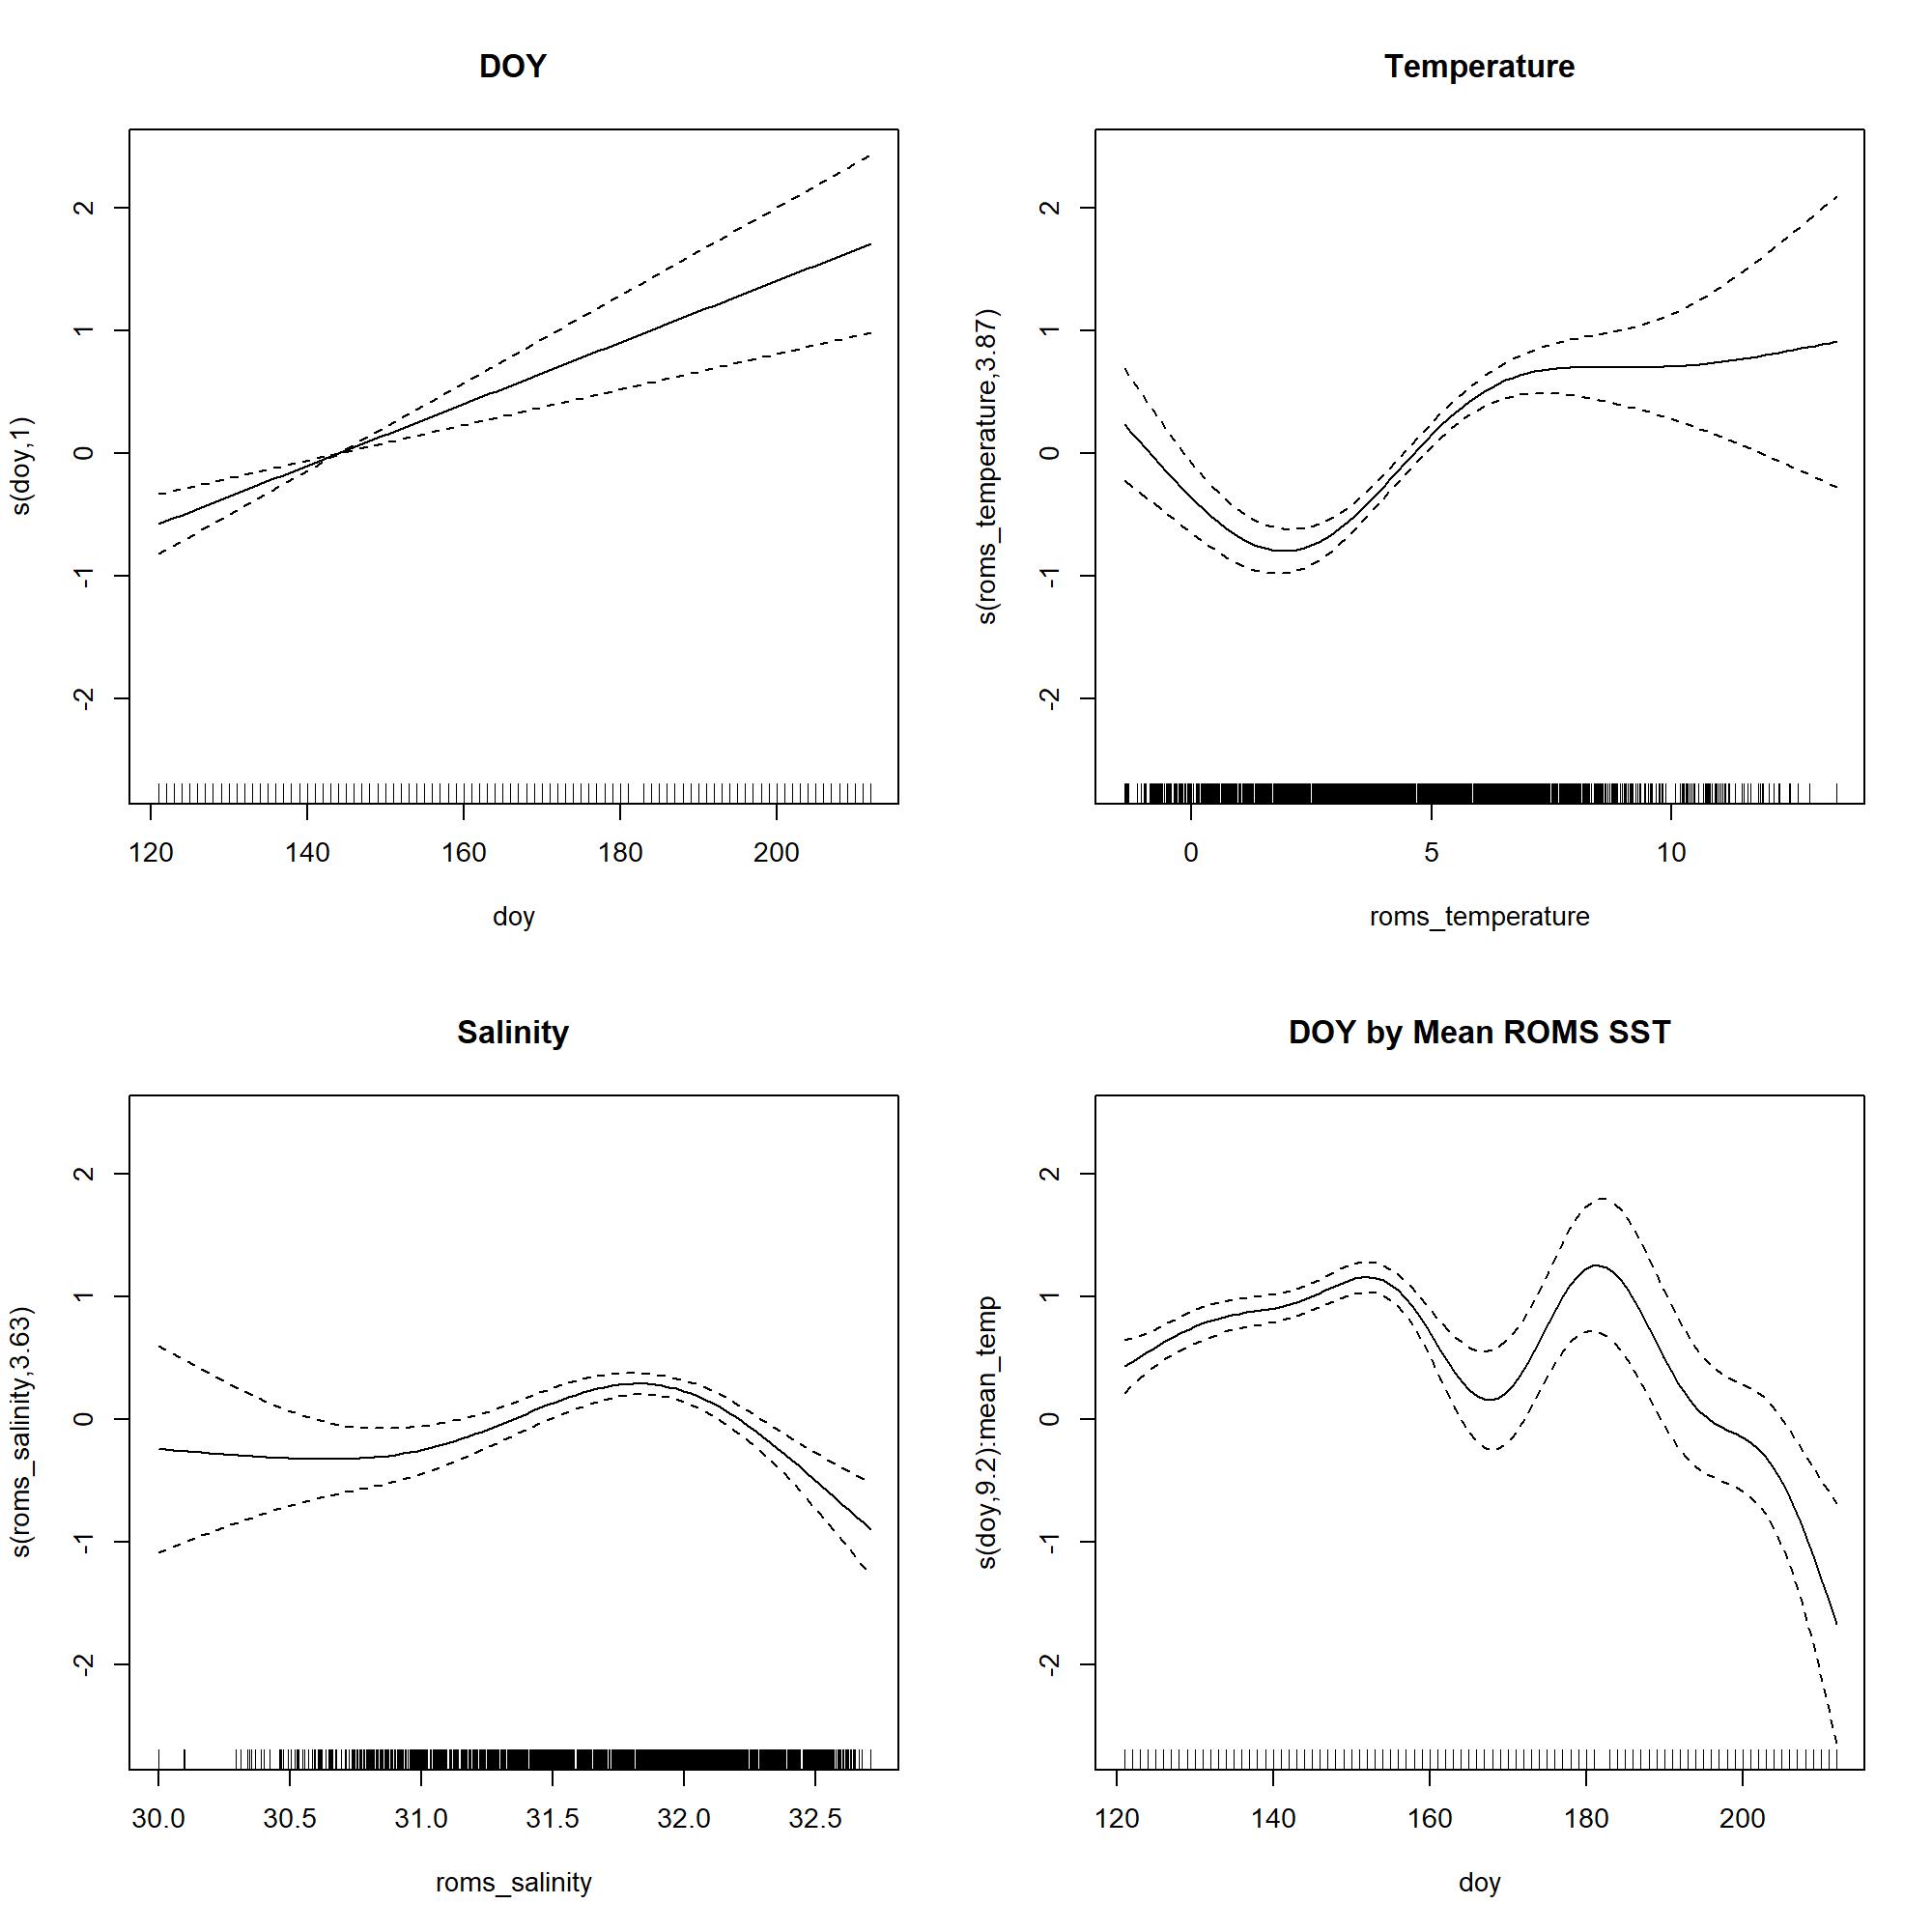 DOY
s(doy,1)
2
1
0
-1
-2
120 140 160 180 200
doy
Temperature
s(roms_temperature,3.87)
2
1
0
-1
-2
0 5 10
roms_temperature
Salinity
s(roms_salinity,3.63)
2
1
0
-1
-2
30.0 30.5 31.0 31.5 32.0 32.5
roms_salinity
DOY by Mean ROMS SST
s(doy,9.2):mean_temp
2
1
0
-1
-2
120 140 160 180 200
doy